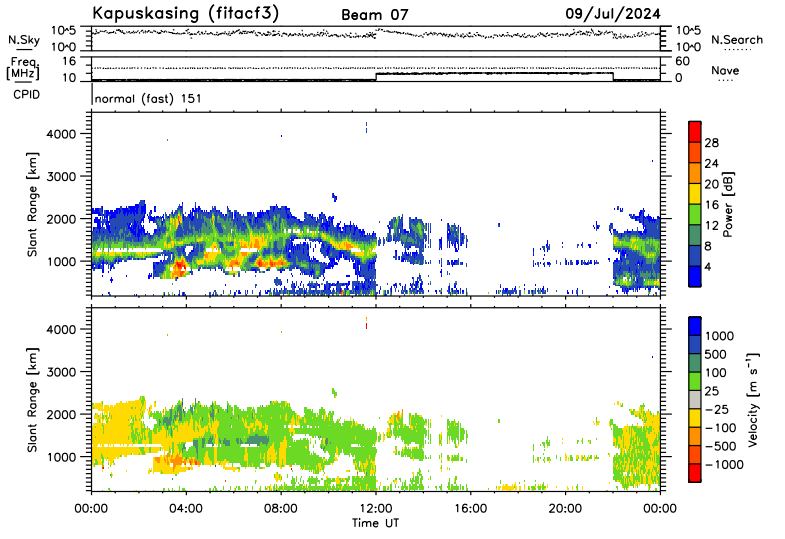 Kapuskasing (fitacf3) Beam 07 09/Jul/2024
N.Sky 10^5 10^0 10^5 10^0 N.Search
Freq. [MHz] 16 10 60 0 Nave
CPID normal (fast) 151
Slant Range [km] 4000 3000 2000 1000
Power [dB] 28 24 20 16 12 8 4
Slant Range [km] 4000 3000 2000 1000
Velocity [m s⁻¹] 1000 500 100 25 −25 −100 −500 −1000
00:00 04:00 08:00 12:00 16:00 20:00 00:00
Time UT